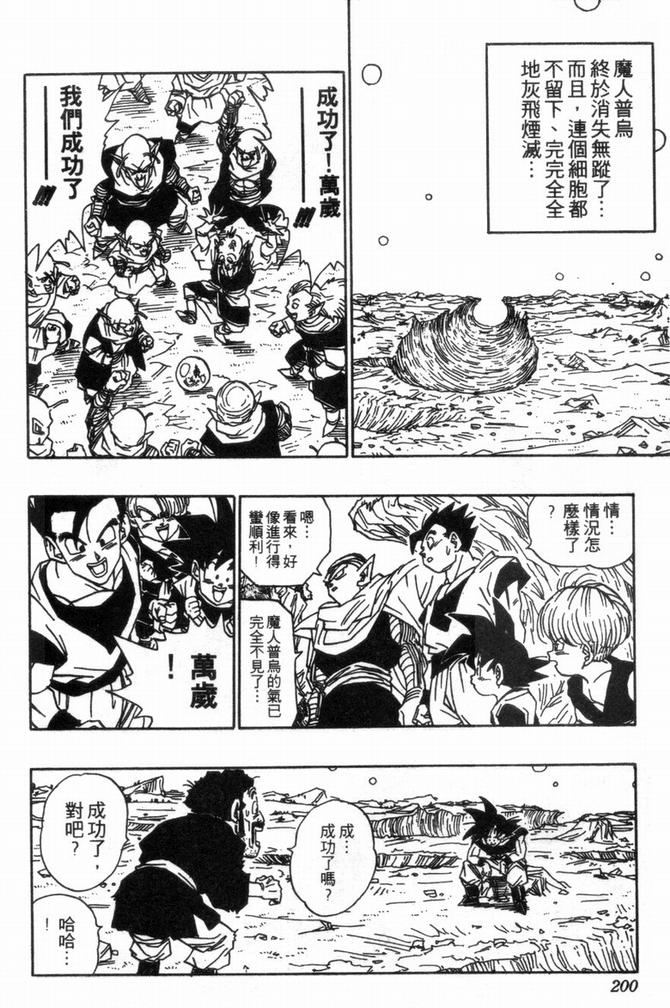 魔人普烏
終於消失無蹤了…
而且，連個細胞都
不留下、完完全全
地灰飛煙滅…
成功了！萬歲
——!!!
我們成功了
——!!!
情…
情況怎
麼樣了
？
嗯…
看來，好
像進行得
蠻順利！
魔人普烏的氣已
完全不見了…
萬歲
！
成…
成功了嗎？
成功了，
對吧？
哈哈…
！
200